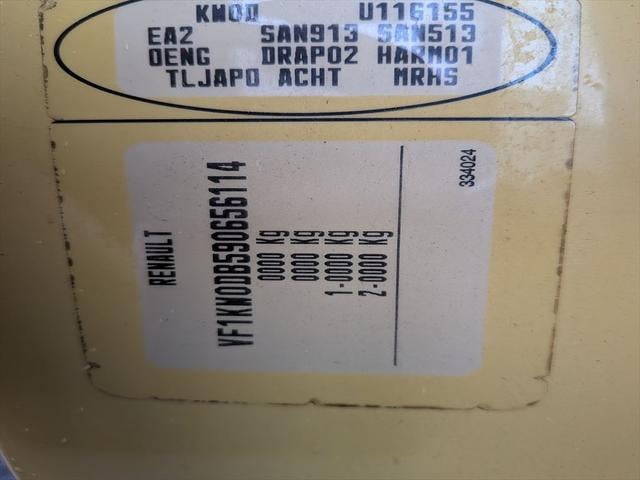 KW0D U116155
EA2 SAN913 SAN513
OENG DRAP02 HARM01
TLJAP0 ACHT MRHS
RENAULT
VF1KW0DB590656114
0000 Kg
0000 Kg
1-0000 Kg
2-0000 Kg
334024